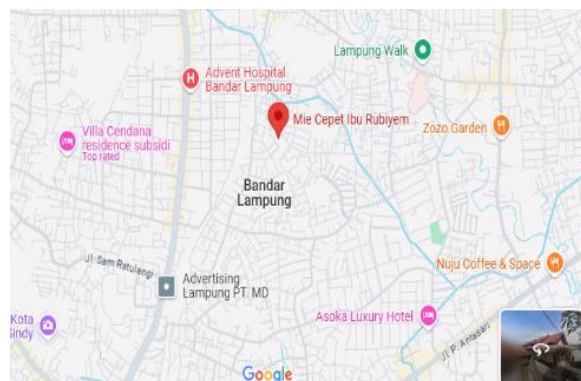 Lampung Walk
Advent Hospital
Bandar Lampung
Mie Cepet Ibu Rubiyem
Zozo Garden
Villa Cendana
residence subsidi
Top rated
Bandar
Lampung
Jl. Sam Ratulangi
Nuju Coffee & Space
Advertising
Lampung PT. MD
Asoka Luxury Hotel
Jl. P. Antasari
Kota
Sindy
Google
H